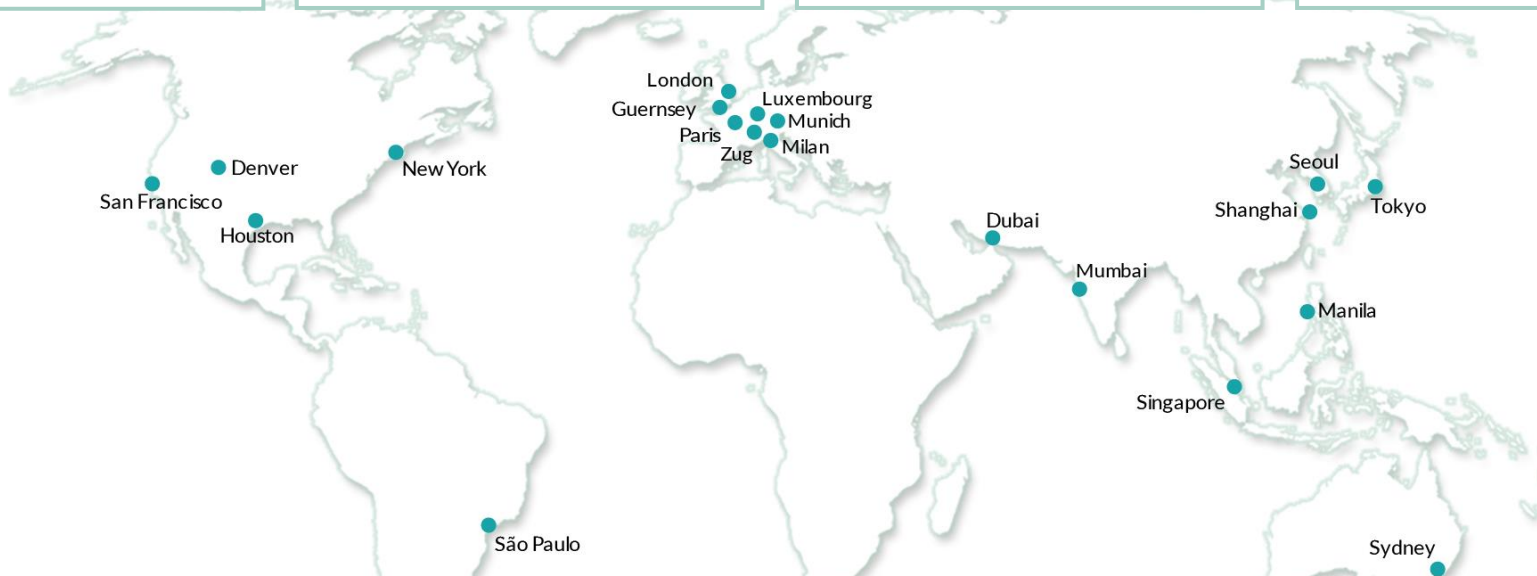 London
Luxembourg
Guernsey
Munich
Paris
Milan
Zug
Denver
New York
San Francisco
Houston
Seoul
Shanghai
Tokyo
Dubai
Mumbai
Manila
Singapore
São Paulo
Sydney